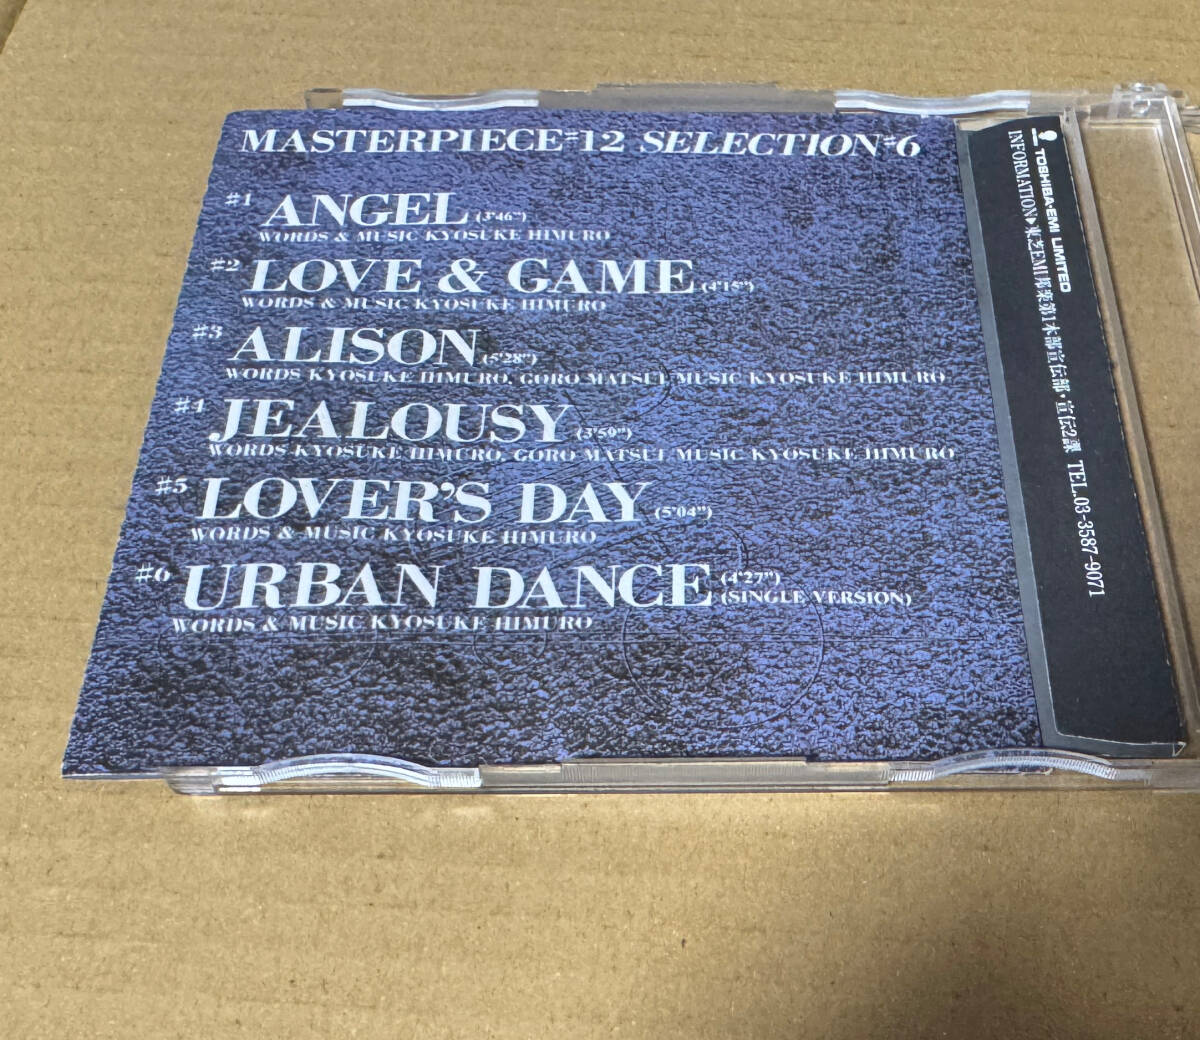 MASTERPIECE#12 SELECTION#6
#1 ANGEL (3'46")
WORDS & MUSIC KYOSUKE HIMURO
#2 LOVE & GAME (4'15")
WORDS & MUSIC KYOSUKE HIMURO
#3 ALISON (5'28")
WORDS KYOSUKE HIMURO, GORO MATSUI MUSIC KYOSUKE HIMURO
#4 JEALOUSY (3'59")
WORDS KYOSUKE HIMURO, GORO MATSUI MUSIC KYOSUKE HIMURO
#5 LOVER'S DAY (5'04")
WORDS & MUSIC KYOSUKE HIMURO
#6 URBAN DANCE (4'27")
(SINGLE VERSION)
WORDS & MUSIC KYOSUKE HIMURO
TOSHIBA·EMI LIMITED
INFORMATION▶東芝EMI邦楽第1本部宣伝部・宣伝2課 TEL.03-3587-9071